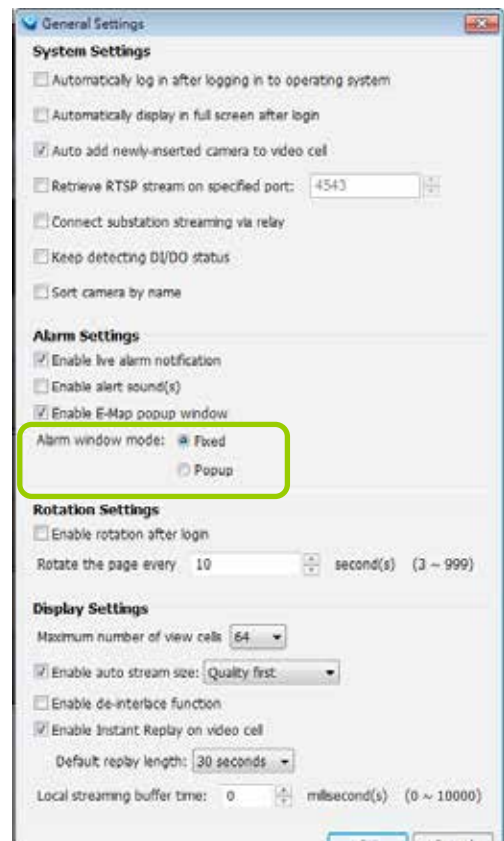 General Settings
System Settings
Automatically log in after logging in to operating system
Automatically display in full screen after login
Auto add newly-inserted camera to video cell
Retrieve RTSP stream on specified port: 4543
Connect substation streaming via relay
Keep detecting DI/DO status
Sort camera by name
Alarm Settings
Enable live alarm notification
Enable alert sound(s)
Enable E-Map popup window
Alarm window mode: Fixed
Popup
Rotation Settings
Enable rotation after login
Rotate the page every 10 second(s) (3 ~ 999)
Display Settings
Maximum number of view cells 64
Enable auto stream size: Quality first
Enable de-interlace function
Enable Instant Replay on video cell
Default replay length: 30 seconds
Local streaming buffer time: 0 millisecond(s) (0 ~ 10000)